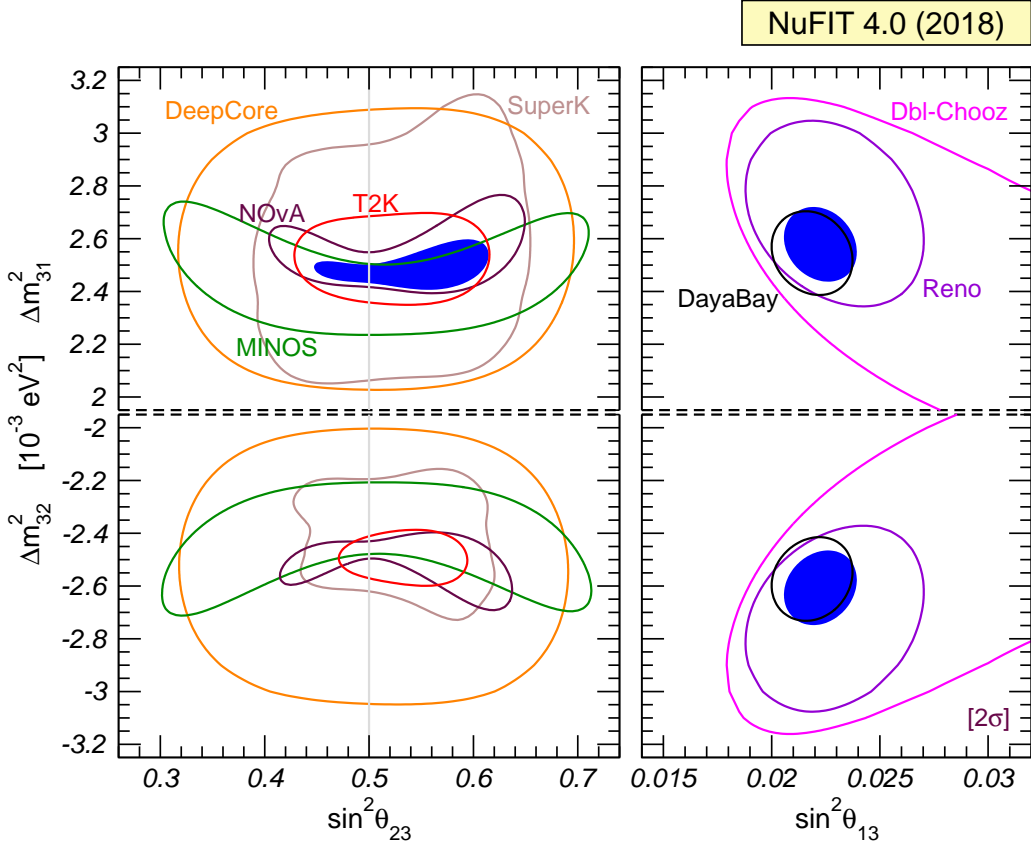 NuFIT 4.0 (2018)
3.2
3
2.8
2.6
2.4
2.2
2
-2
-2.2
-2.4
-2.6
-2.8
-3
-3.2
Δm²₃₁
[10⁻³ eV²]
Δm²₃₂
DeepCore
SuperK
NOvA
T2K
MINOS
Dbl-Chooz
DayaBay
Reno
[2σ]
0.3 0.4 0.5 0.6 0.7
0.015 0.02 0.025 0.03
sin²θ₂₃
sin²θ₁₃